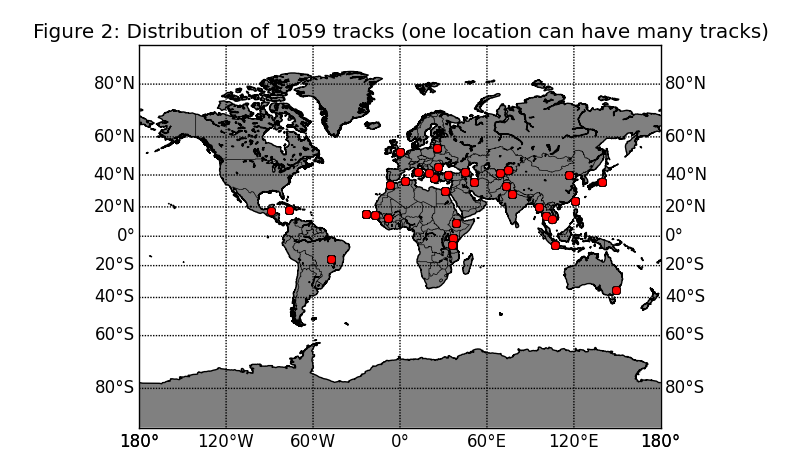 Figure 2: Distribution of 1059 tracks (one location can have many tracks)
80°N 80°N
60°N 60°N
40°N 40°N
20°N 20°N
0° 0°
20°S 20°S
40°S 40°S
60°S 60°S
80°S 80°S
180° 120°W 60°W 0° 60°E 120°E 180°